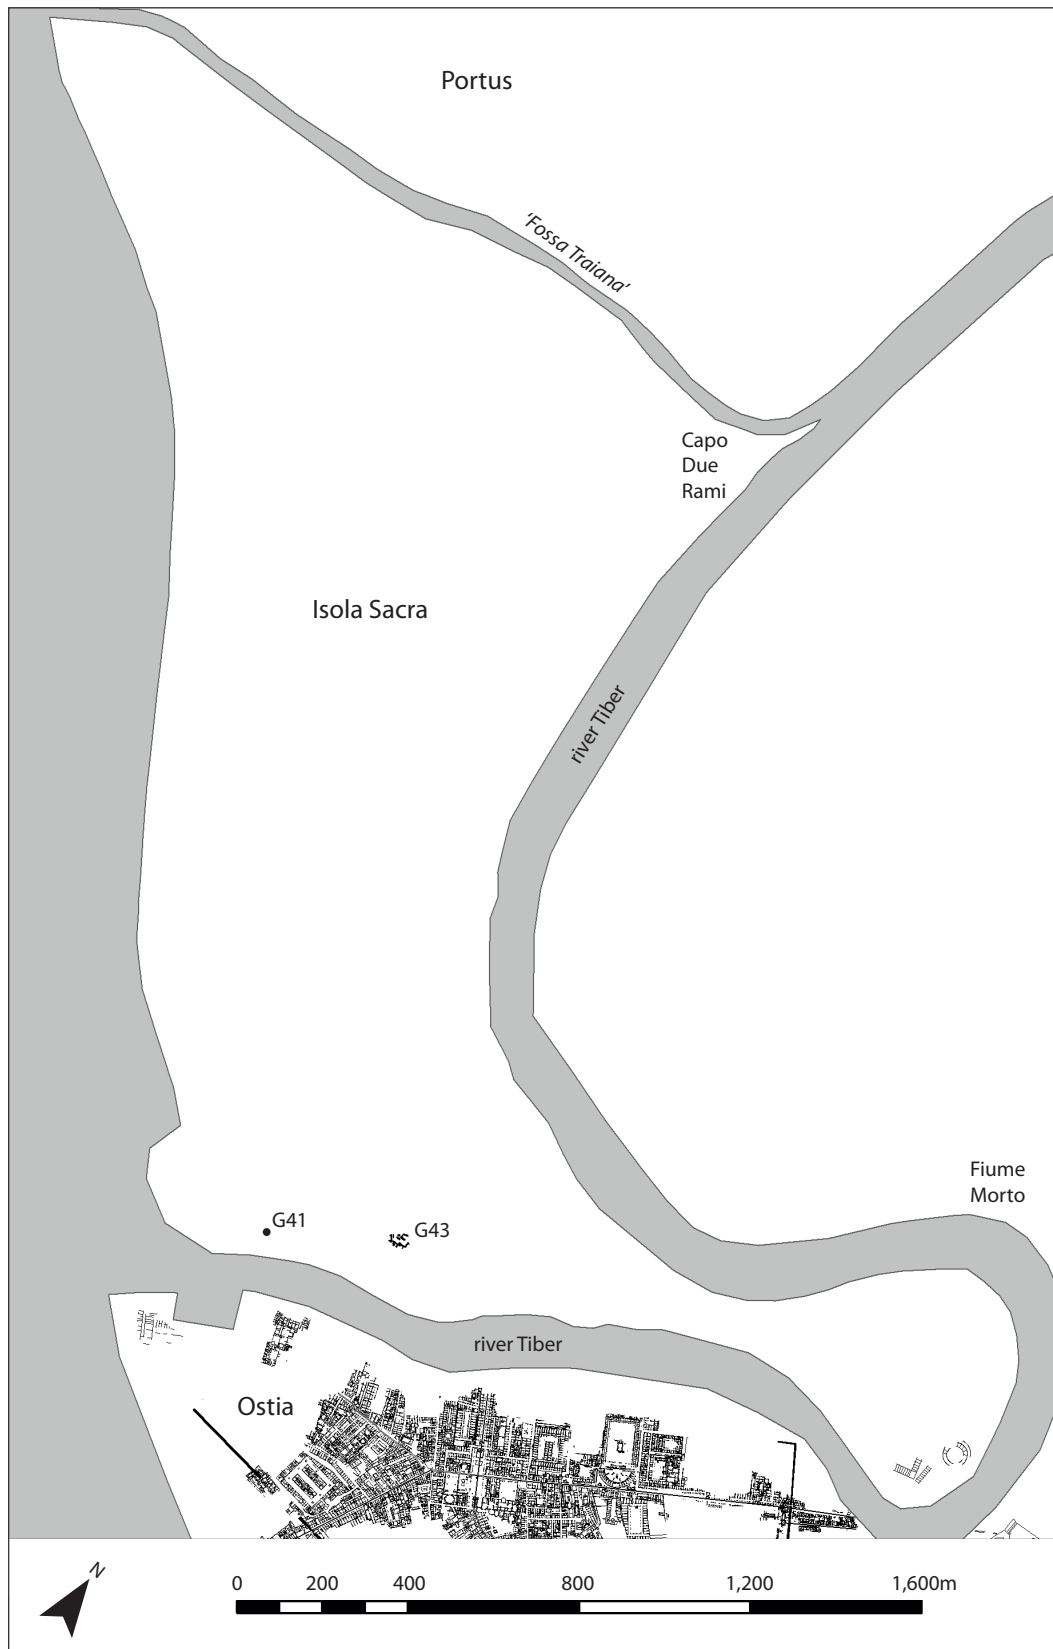 Portus
'Fossa Traiana'
Capo
Due
Rami
Isola Sacra
river Tiber
Fiume
Morto
G41
G43
river Tiber
Ostia
N
0 200 400 800 1,200 1,600m